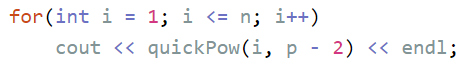 for(int i = 1; i <= n; i++)
    cout << quickPow(i, p - 2) << endl;